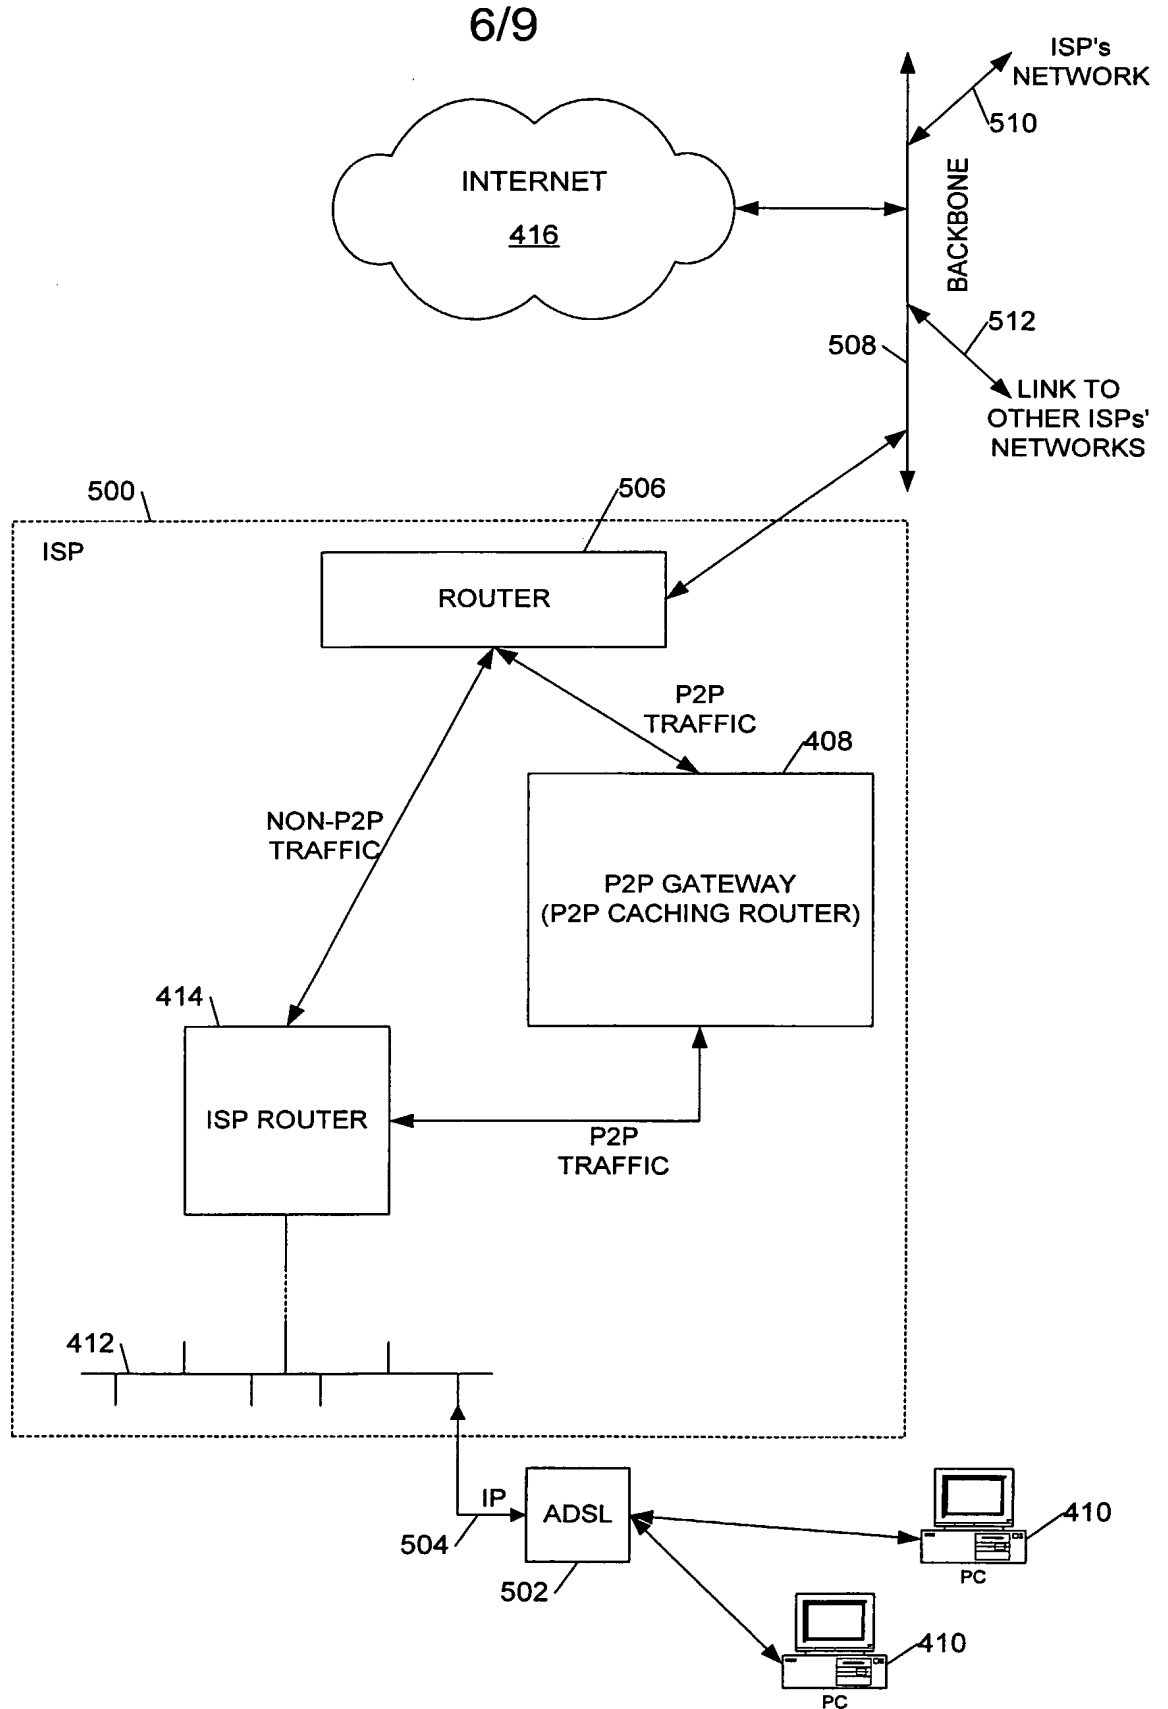 6/9
ISP's
NETWORK
510
INTERNET
416
BACKBONE
512
508
LINK TO
OTHER ISPs'
NETWORKS
500
506
ISP
ROUTER
P2P
TRAFFIC
408
NON-P2P
TRAFFIC
P2P GATEWAY
(P2P CACHING ROUTER)
414
ISP ROUTER
P2P
TRAFFIC
412
IP
ADSL
504
502
410
PC
410
PC